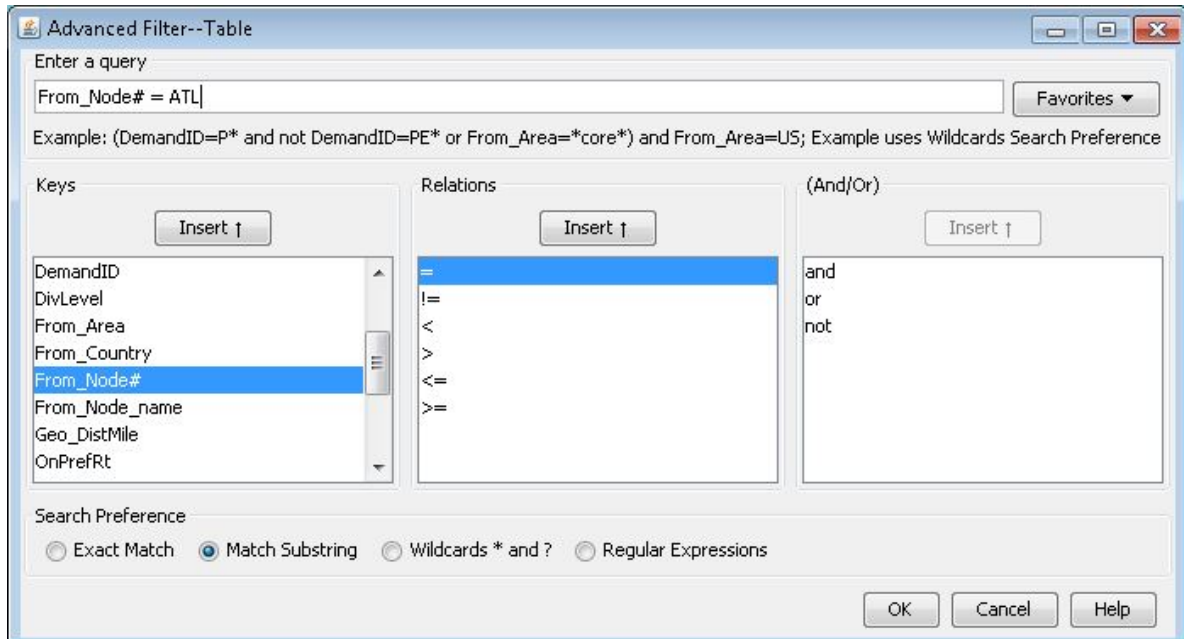 Advanced Filter--Table
Enter a query
From_Node# = ATL
Favorites ▼
Example: (DemandID=P* and not DemandID=PE* or From_Area=*core*) and From_Area=US; Example uses Wildcards Search Preference
Keys
Relations
(And/Or)
Insert ↑
Insert ↑
Insert ↑
DemandID
DivLevel
From_Area
From_Country
From_Node#
From_Node_name
Geo_DistMile
OnPrefRt
=
!=
<
>
<=
>=
and
or
not
Search Preference
Exact Match
Match Substring
Wildcards * and ?
Regular Expressions
OK
Cancel
Help